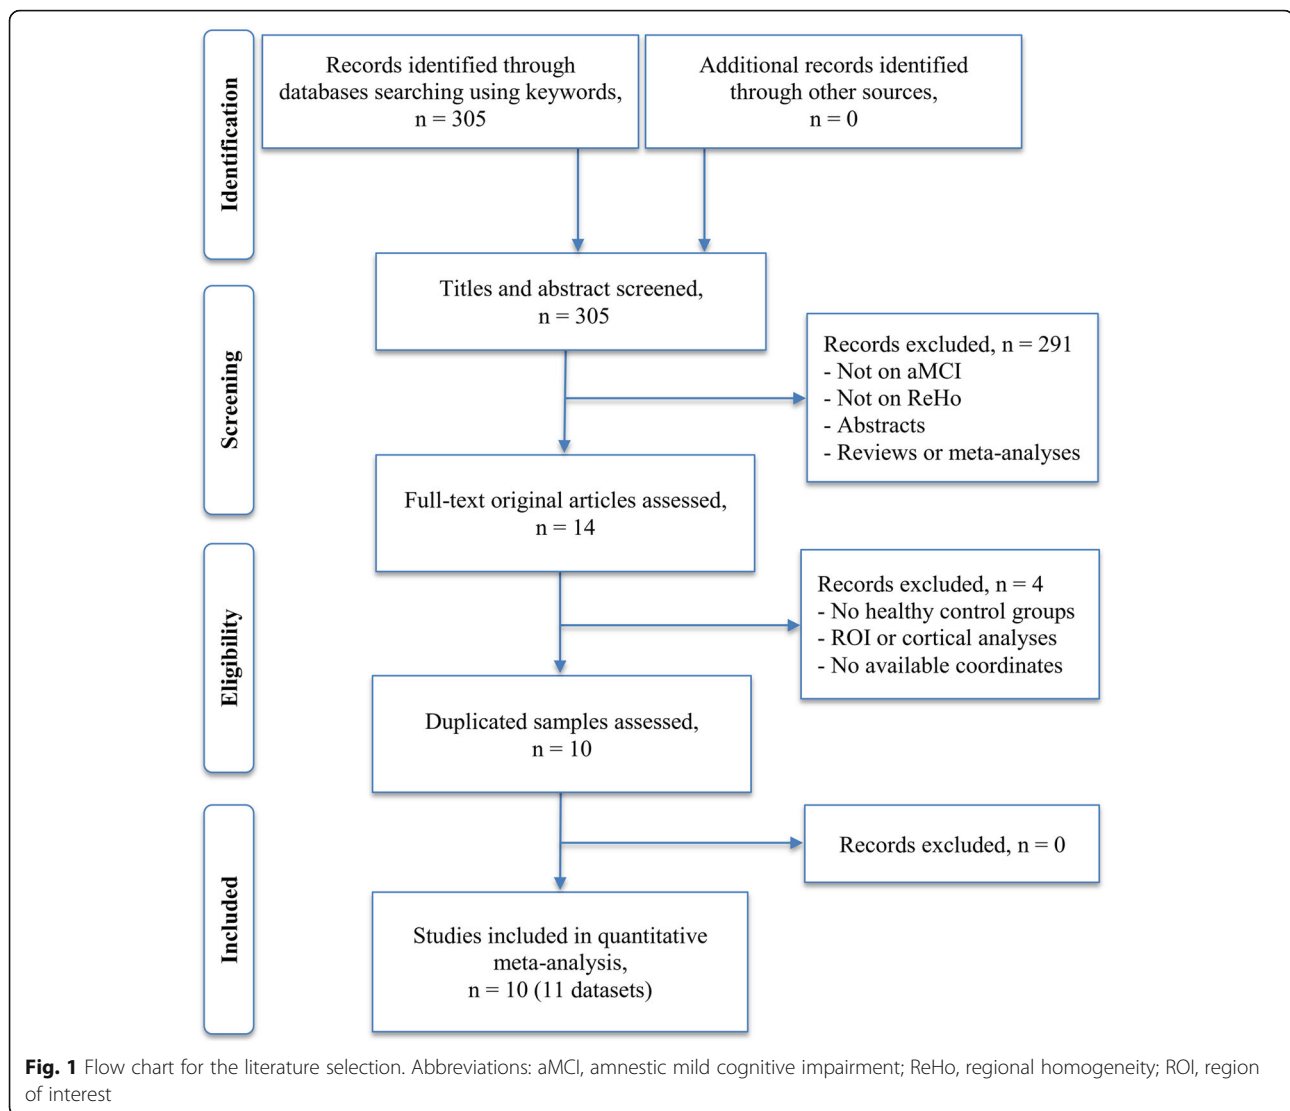 Identification
Records identified through
databases searching using keywords,
n = 305
Additional records identified
through other sources,
n = 0
Screening
Titles and abstract screened,
n = 305
Records excluded, n = 291
- Not on aMCI
- Not on ReHo
- Abstracts
- Reviews or meta-analyses
Full-text original articles assessed,
n = 14
Eligibility
Records excluded, n = 4
- No healthy control groups
- ROI or cortical analyses
- No available coordinates
Duplicated samples assessed,
n = 10
Included
Records excluded, n = 0
Studies included in quantitative
meta-analysis,
n = 10 (11 datasets)
Fig. 1 Flow chart for the literature selection. Abbreviations: aMCI, amnestic mild cognitive impairment; ReHo, regional homogeneity; ROI, region
of interest